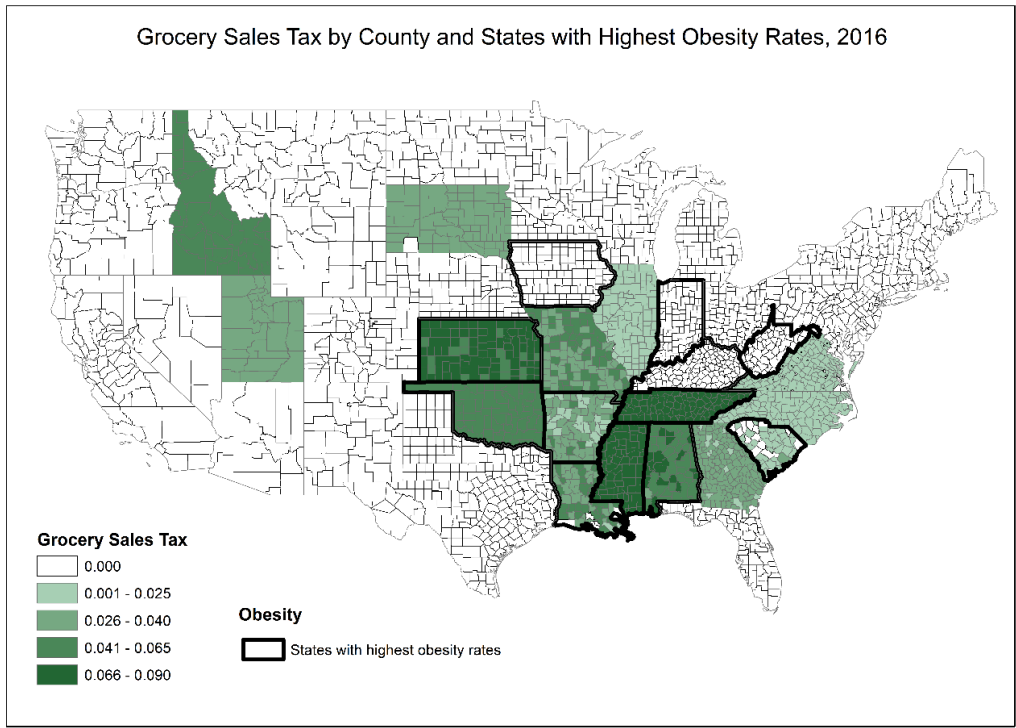 Grocery Sales Tax by County and States with Highest Obesity Rates, 2016
Grocery Sales Tax
0.000
0.001 - 0.025
0.026 - 0.040
0.041 - 0.065
0.066 - 0.090
Obesity
States with highest obesity rates